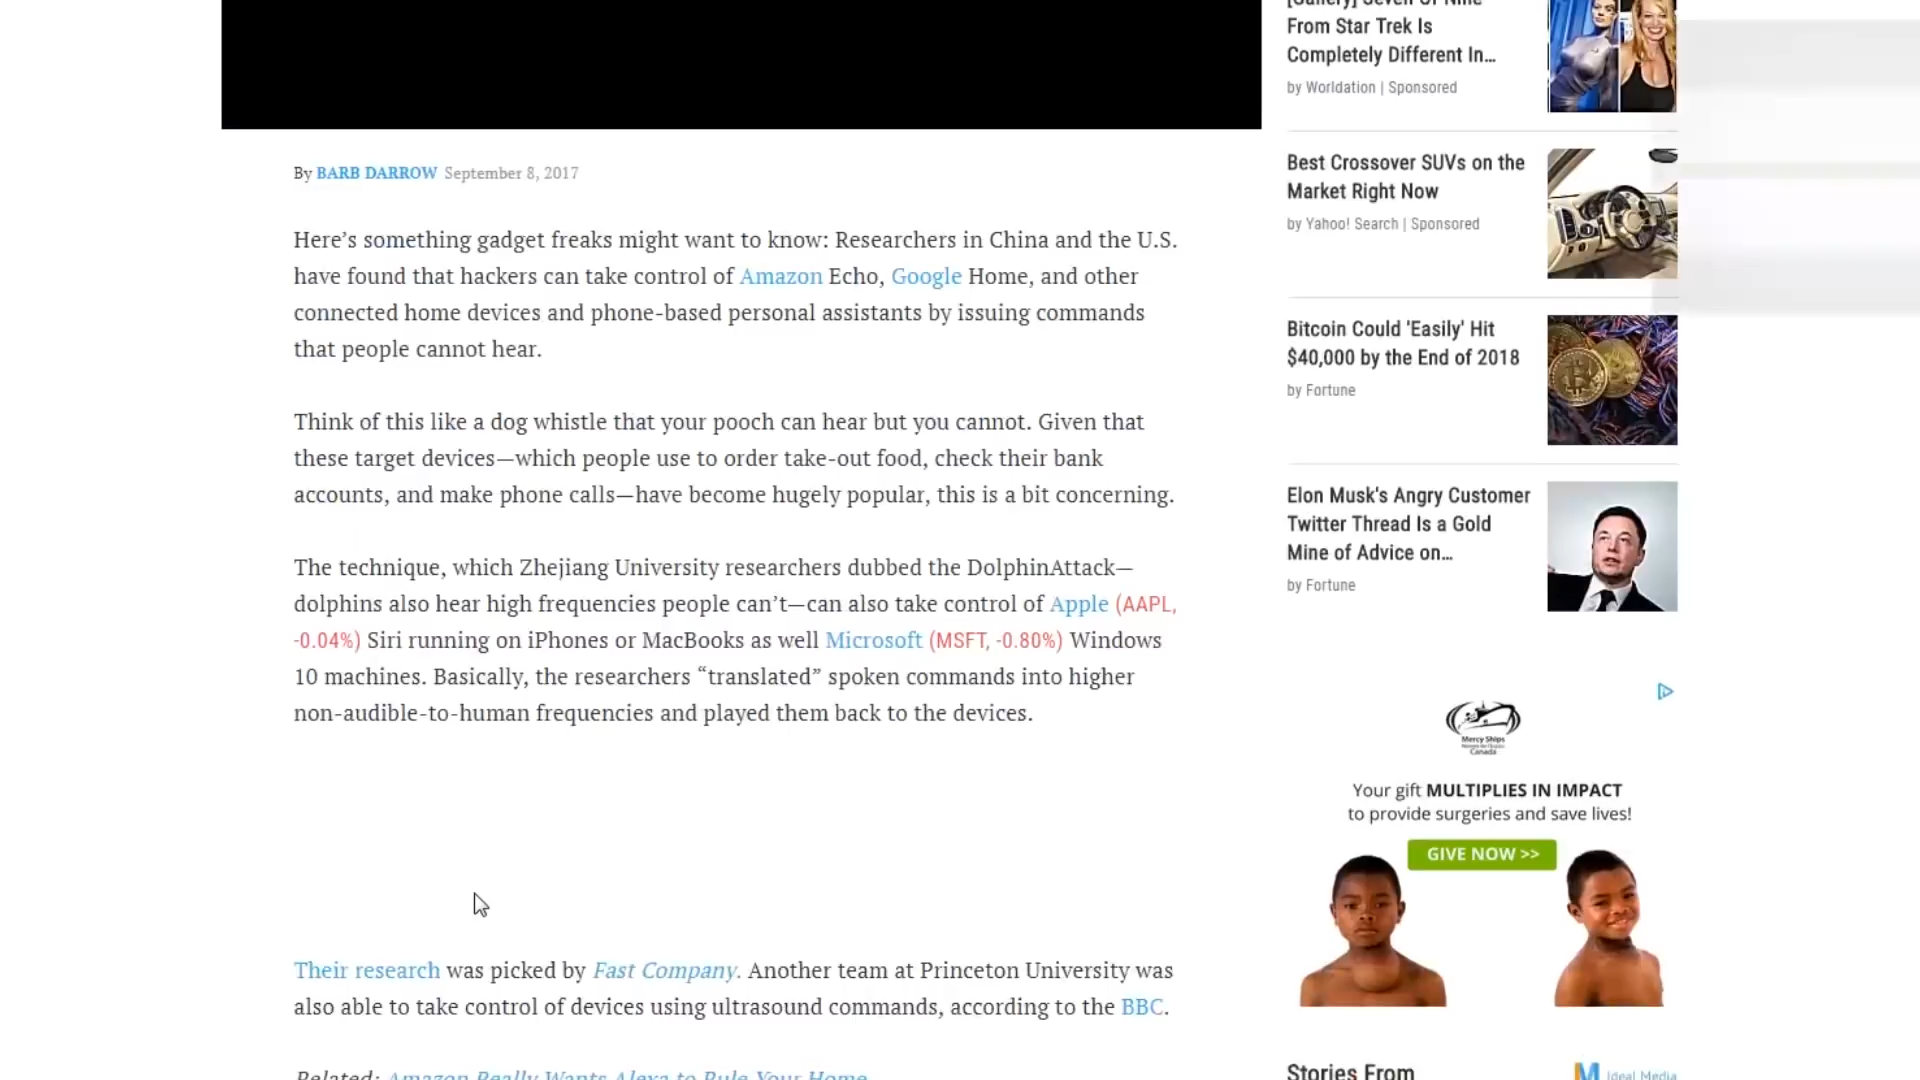 By BARB DARROW September 8, 2017
Here’s something gadget freaks might want to know: Researchers in China and the U.S.
have found that hackers can take control of Amazon Echo, Google Home, and other
connected home devices and phone-based personal assistants by issuing commands
that people cannot hear.
Think of this like a dog whistle that your pooch can hear but you cannot. Given that
these target devices—which people use to order take-out food, check their bank
accounts, and make phone calls—have become hugely popular, this is a bit concerning.
The technique, which Zhejiang University researchers dubbed the DolphinAttack—
dolphins also hear high frequencies people can’t—can also take control of Apple (AAPL,
-0.04%) Siri running on iPhones or MacBooks as well Microsoft (MSFT, -0.80%) Windows
10 machines. Basically, the researchers “translated” spoken commands into higher
non-audible-to-human frequencies and played them back to the devices.
Their research was picked by Fast Company. Another team at Princeton University was
also able to take control of devices using ultrasound commands, according to the BBC.
Related: Amazon Really Wants Alexa to Rule Your Home
[Gallery] Seven Of Nine
From Star Trek Is
Completely Different In...
by Worldation | Sponsored
Best Crossover SUVs on the
Market Right Now
by Yahoo! Search | Sponsored
Bitcoin Could 'Easily' Hit
$40,000 by the End of 2018
by Fortune
Elon Musk's Angry Customer
Twitter Thread Is a Gold
Mine of Advice on...
by Fortune
Mercy Ships
Canada
Your gift MULTIPLIES IN IMPACT
to provide surgeries and save lives!
GIVE NOW >>
Stories From
Ideal Media